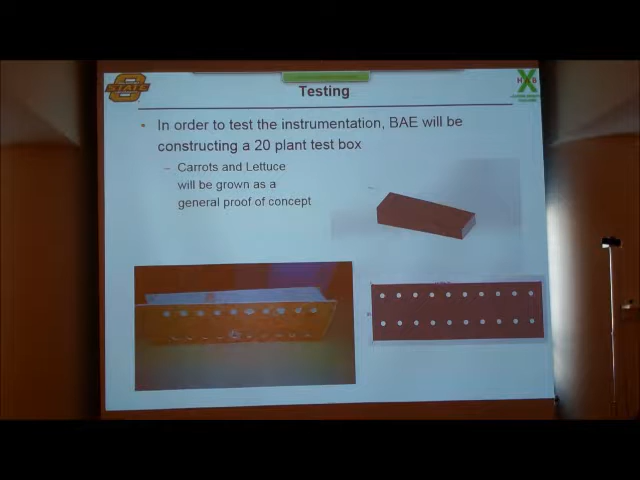 STATE
Testing
• In order to test the instrumentation, BAE will be
constructing a 20 plant test box
– Carrots and Lettuce
will be grown as a
general proof of concept